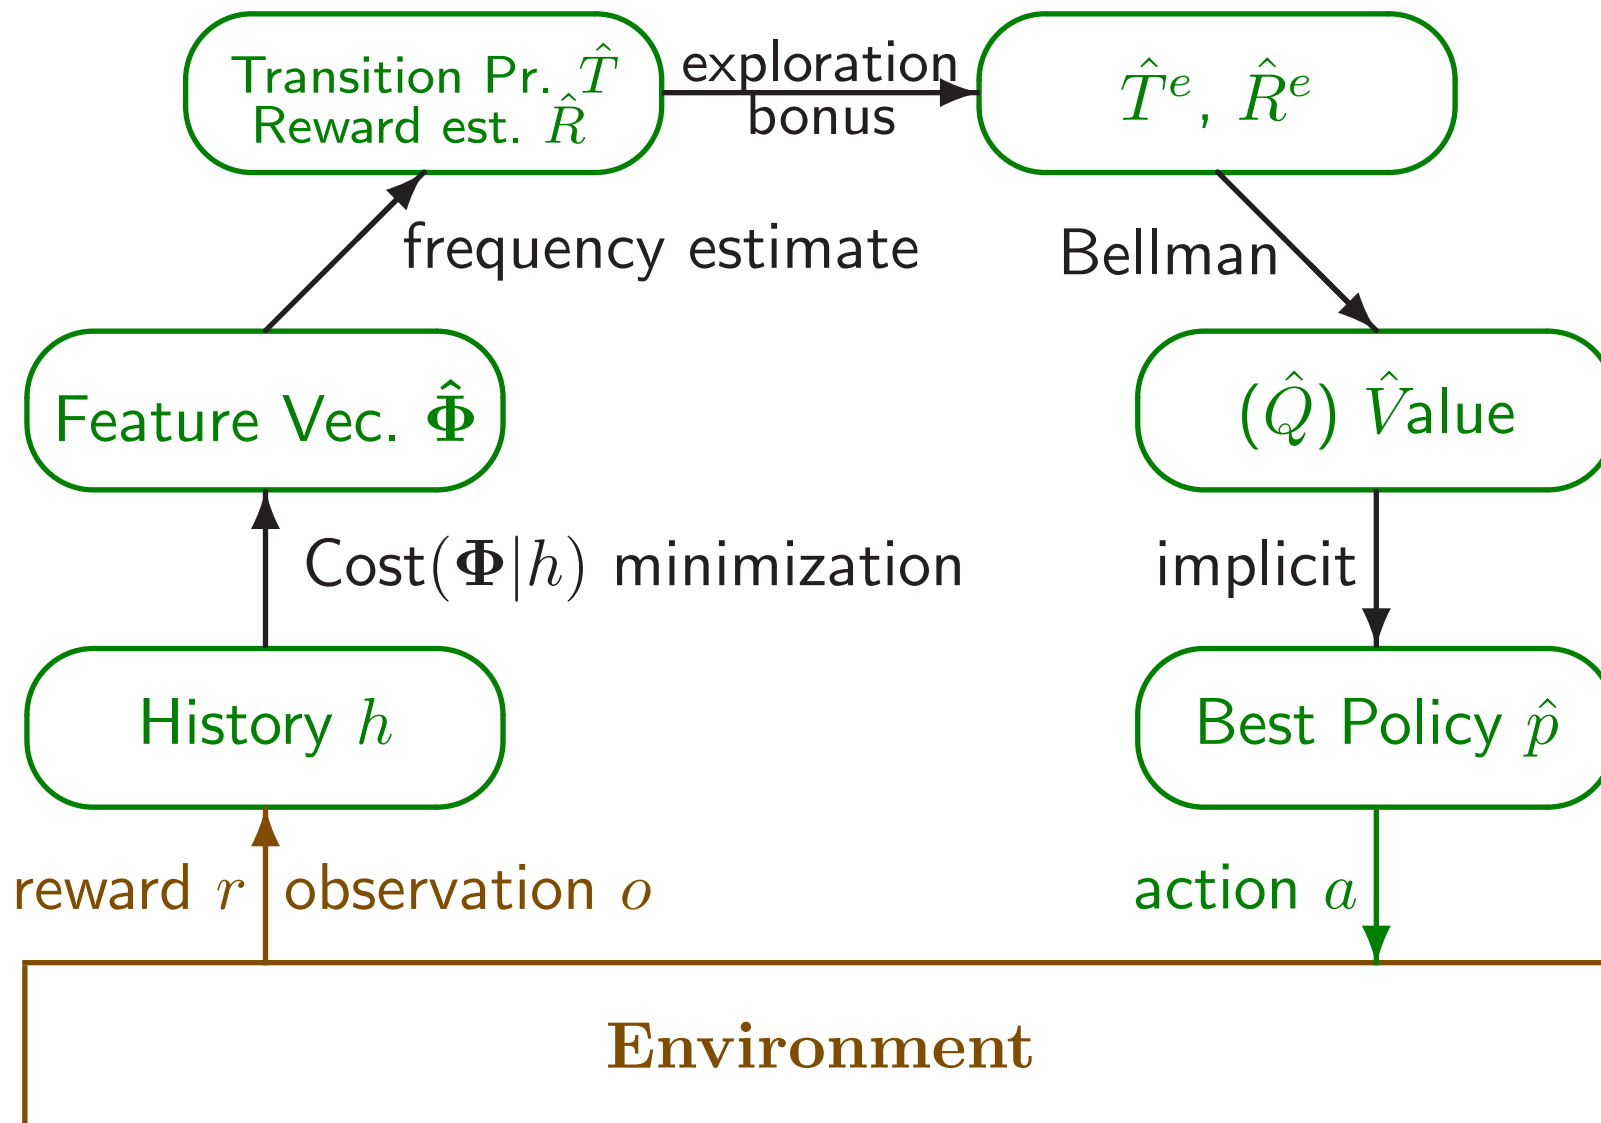 Transition Pr. T̂
Reward est. R̂
exploration
bonus
T̂ᵉ, R̂ᵉ
frequency estimate
Bellman
Feature Vec. Φ̂
(Q̂) V̂alue
Cost(Φ|h) minimization
implicit
History h
Best Policy p̂
reward r observation o
action a
Environment